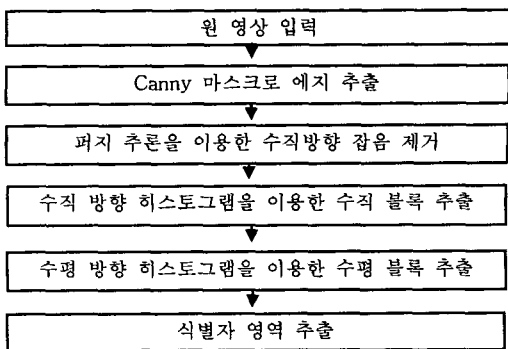 원 영상 입력
Canny 마스크로 에지 추출
퍼지 추론을 이용한 수직방향 잡음 제거
수직 방향 히스토그램을 이용한 수직 블록 추출
수평 방향 히스토그램을 이용한 수평 블록 추출
식별자 영역 추출